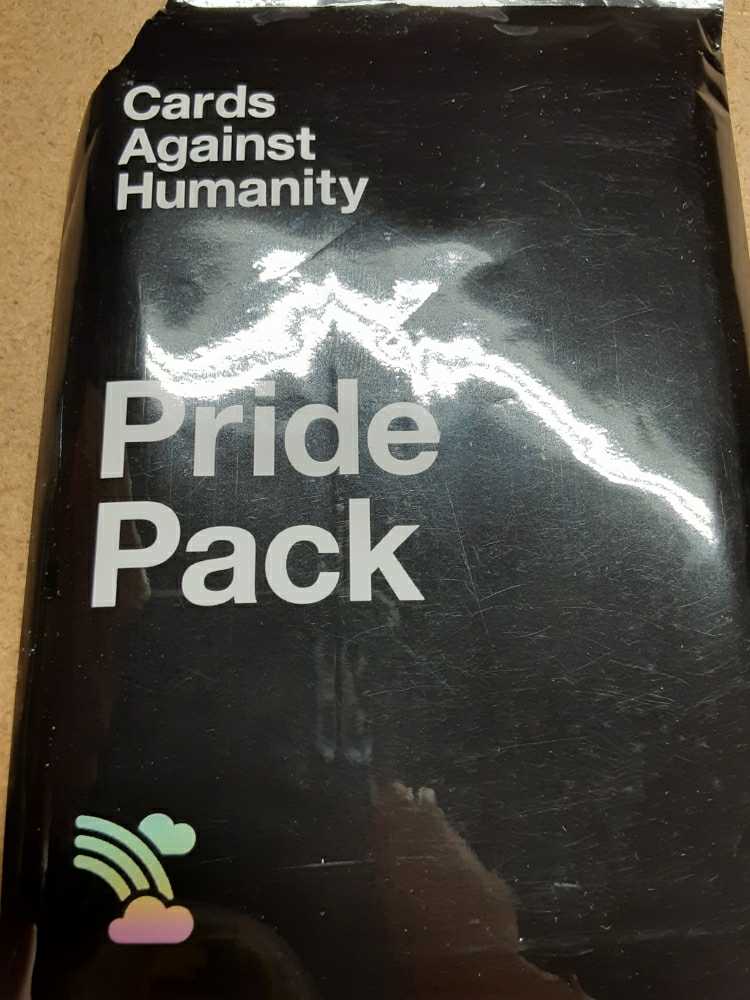 Cards
Against
Humanity
Pride
Pack